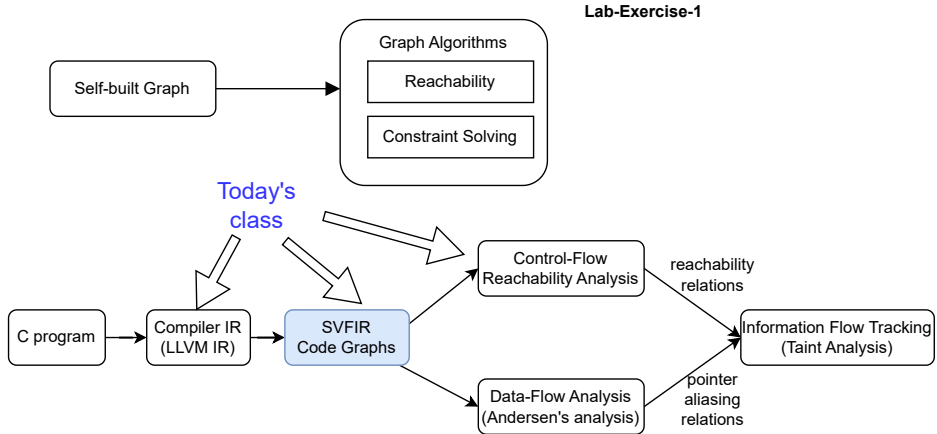 Lab-Exercise-1
Graph Algorithms
Self-built Graph
Reachability
Constraint Solving
Today's
class
Control-Flow
Reachability Analysis
reachability
relations
C program
Compiler IR
(LLVM IR)
SVFIR
Code Graphs
Information Flow Tracking
(Taint Analysis)
Data-Flow Analysis
(Andersen's analysis)
pointer
aliasing
relations